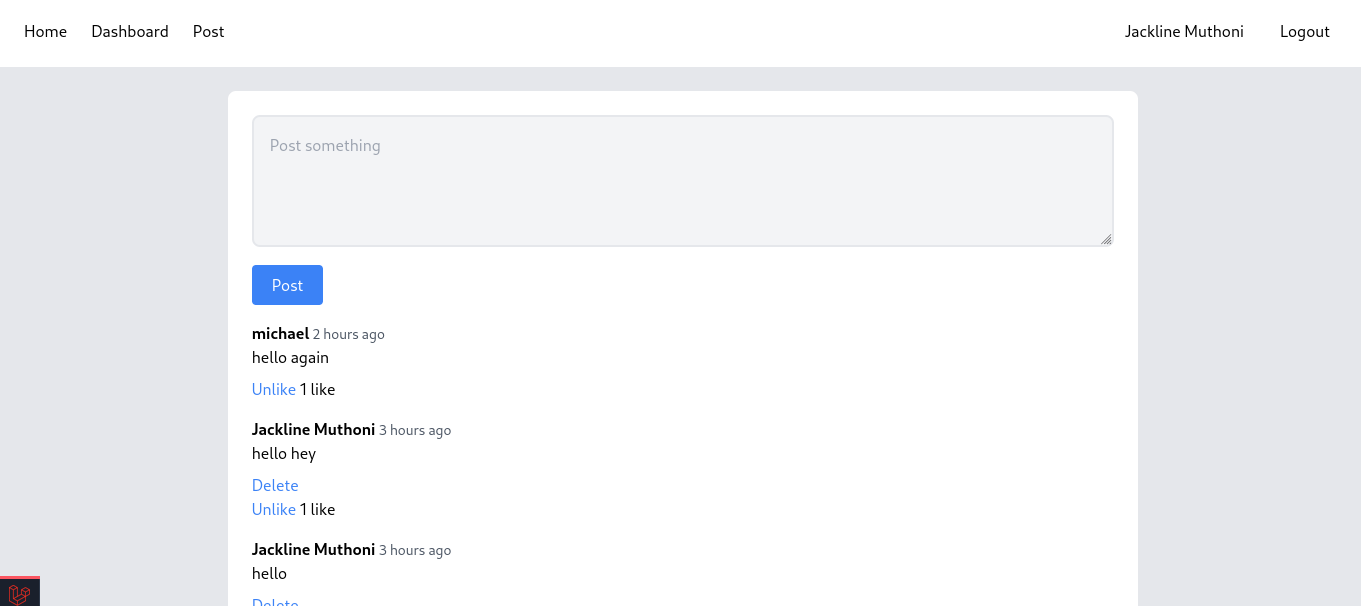 Home Dashboard Post Jackline Muthoni Logout
Post something
Post
michael 2 hours ago
hello again
Unlike 1 like
Jackline Muthoni 3 hours ago
hello hey
Delete
Unlike 1 like
Jackline Muthoni 3 hours ago
hello
Delete